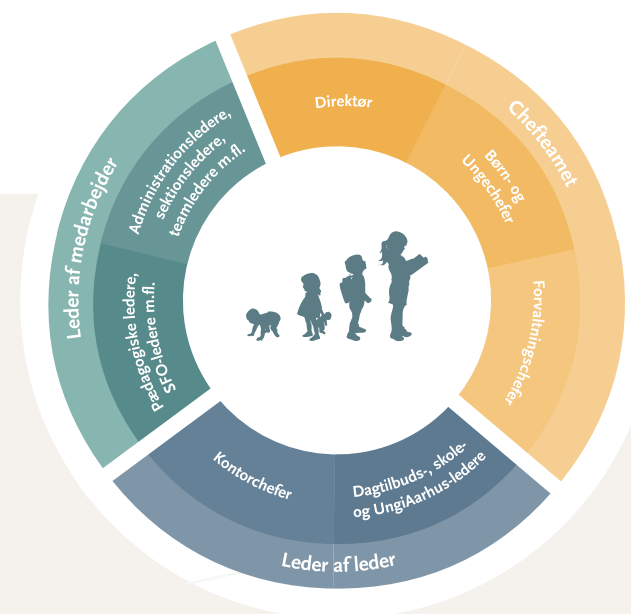 Chefteamet
Direktør
Børn- og
Ungechefer
Forvaltningschefer
Leder af leder
Dagtilbuds-, skole-
og UngiAarhus-ledere
Kontorchefer
Leder af medarbejder
Pædagogiske ledere,
SFO-ledere m.fl.
Administrationsledere,
sektionsledere,
teamledere m.fl.